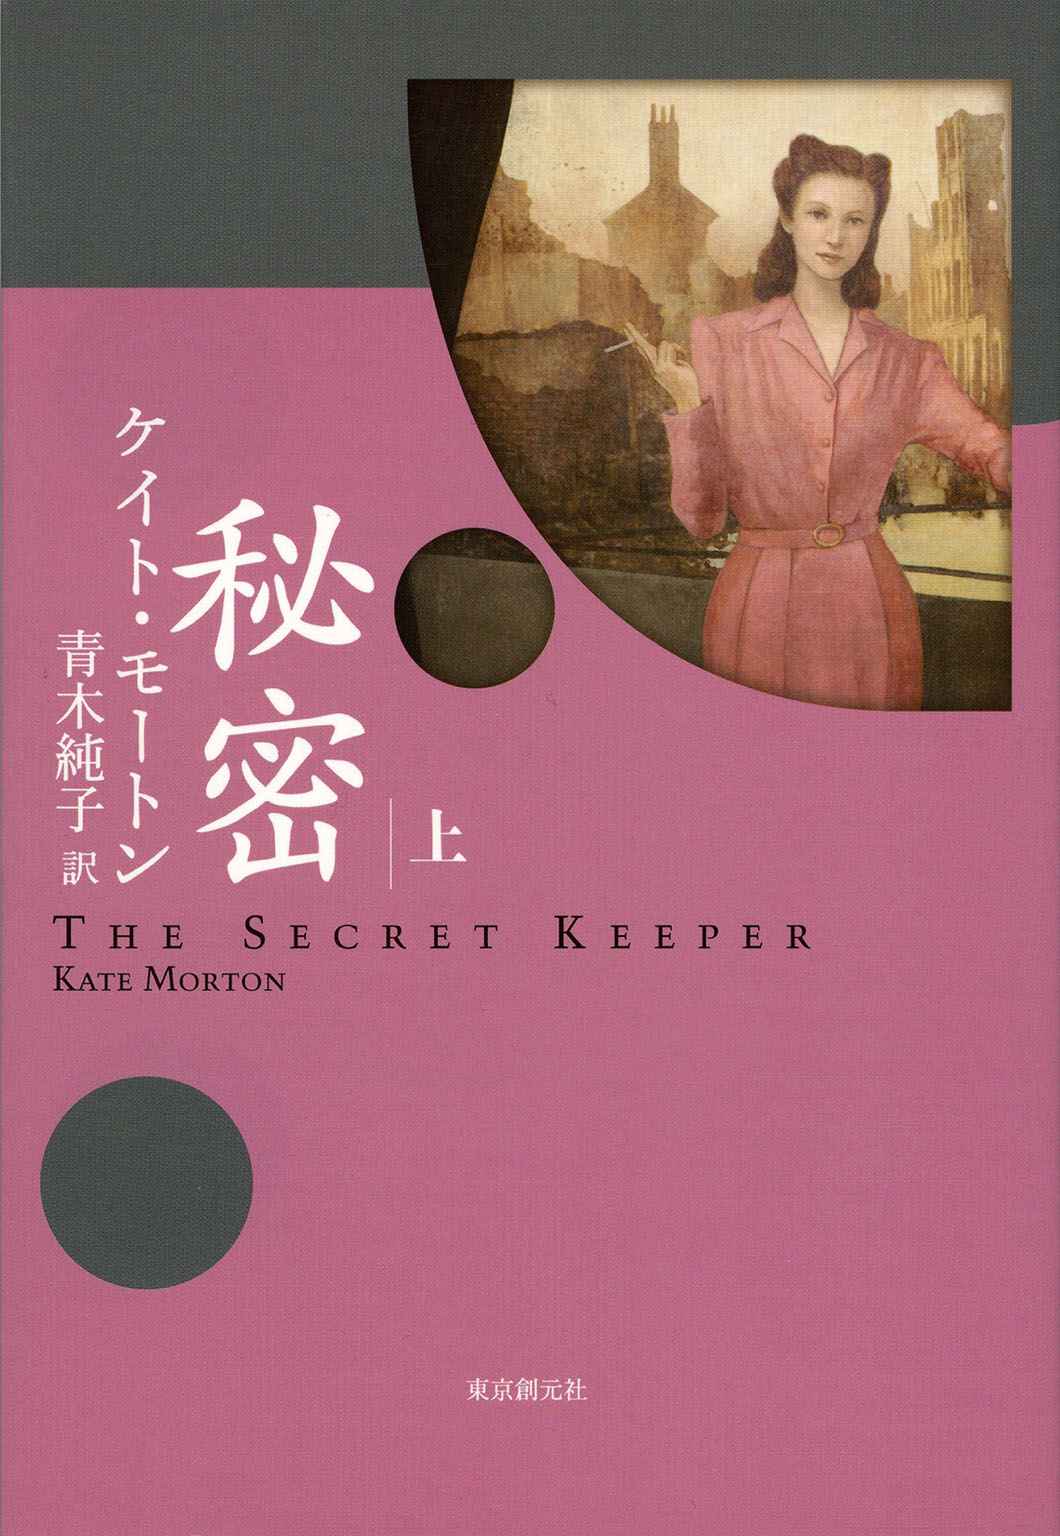 秘密
上
ケイト・モートン
青木純子 訳
THE SECRET KEEPER
KATE MORTON
東京創元社